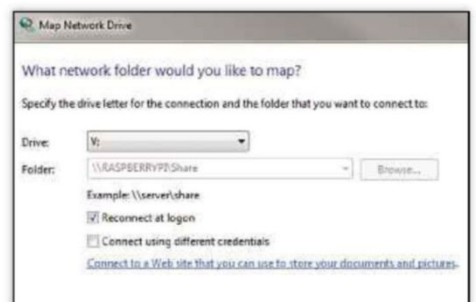 Map Network Drive
What network folder would you like to map?
Specify the drive letter for the connection and the folder that you want to connect to:
Drive: V:
Folder: \\RASPBERRYPI\Share Browse...
Example: \\server\share
Reconnect at logon
Connect using different credentials
Connect to a Web site that you can use to store your documents and pictures.